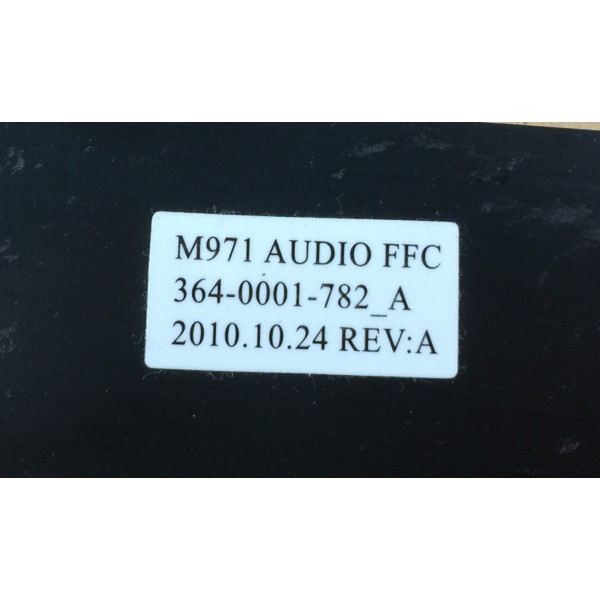 M971 AUDIO FFC
364-0001-782_A
2010.10.24 REV:A